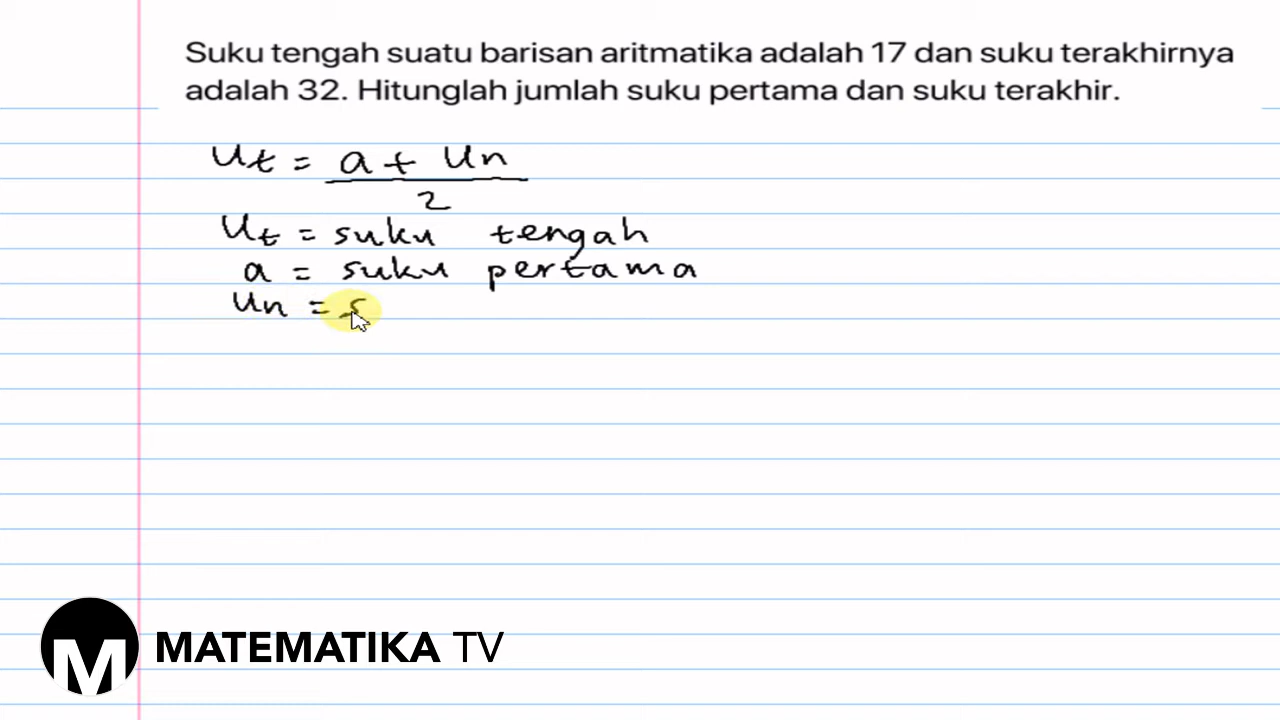 Suku tengah suatu barisan aritmatika adalah 17 dan suku terakhirnya
adalah 32. Hitunglah jumlah suku pertama dan suku terakhir.
Ut = a + Un
2
Ut = suku tengah
a = suku pertama
Un = s
M MATEMATIKA TV